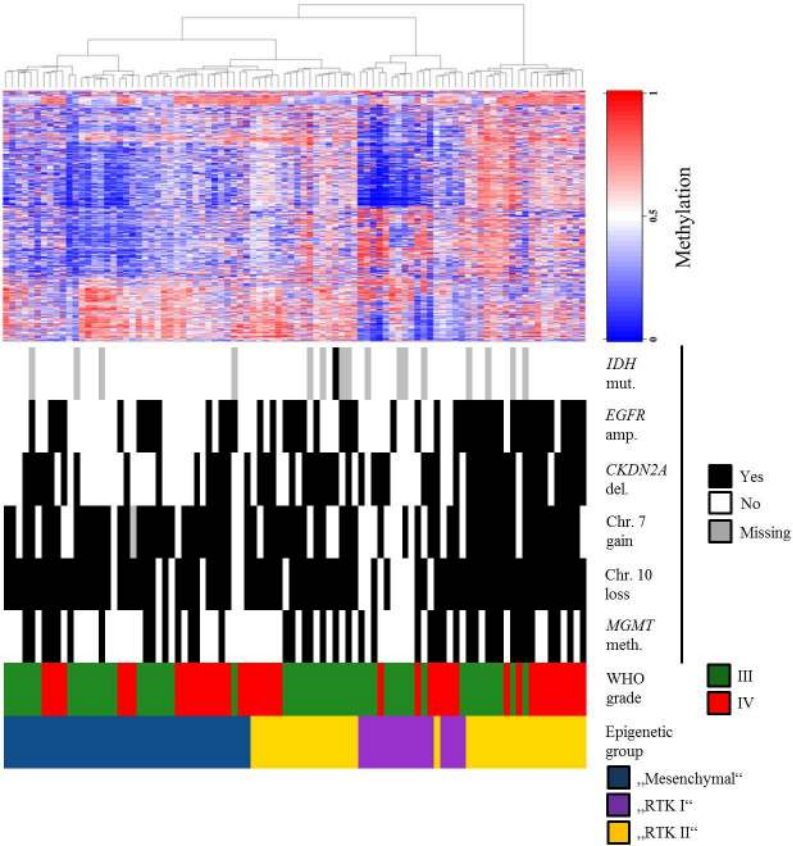 1
0.5
0
Methylation
IDH
mut.
EGFR
amp.
CKDN2A
del.
Chr. 7
gain
Chr. 10
loss
MGMT
meth.
WHO
grade
Epigenetic
group
Yes
No
Missing
III
IV
„Mesenchymal“
„RTK I“
„RTK II“